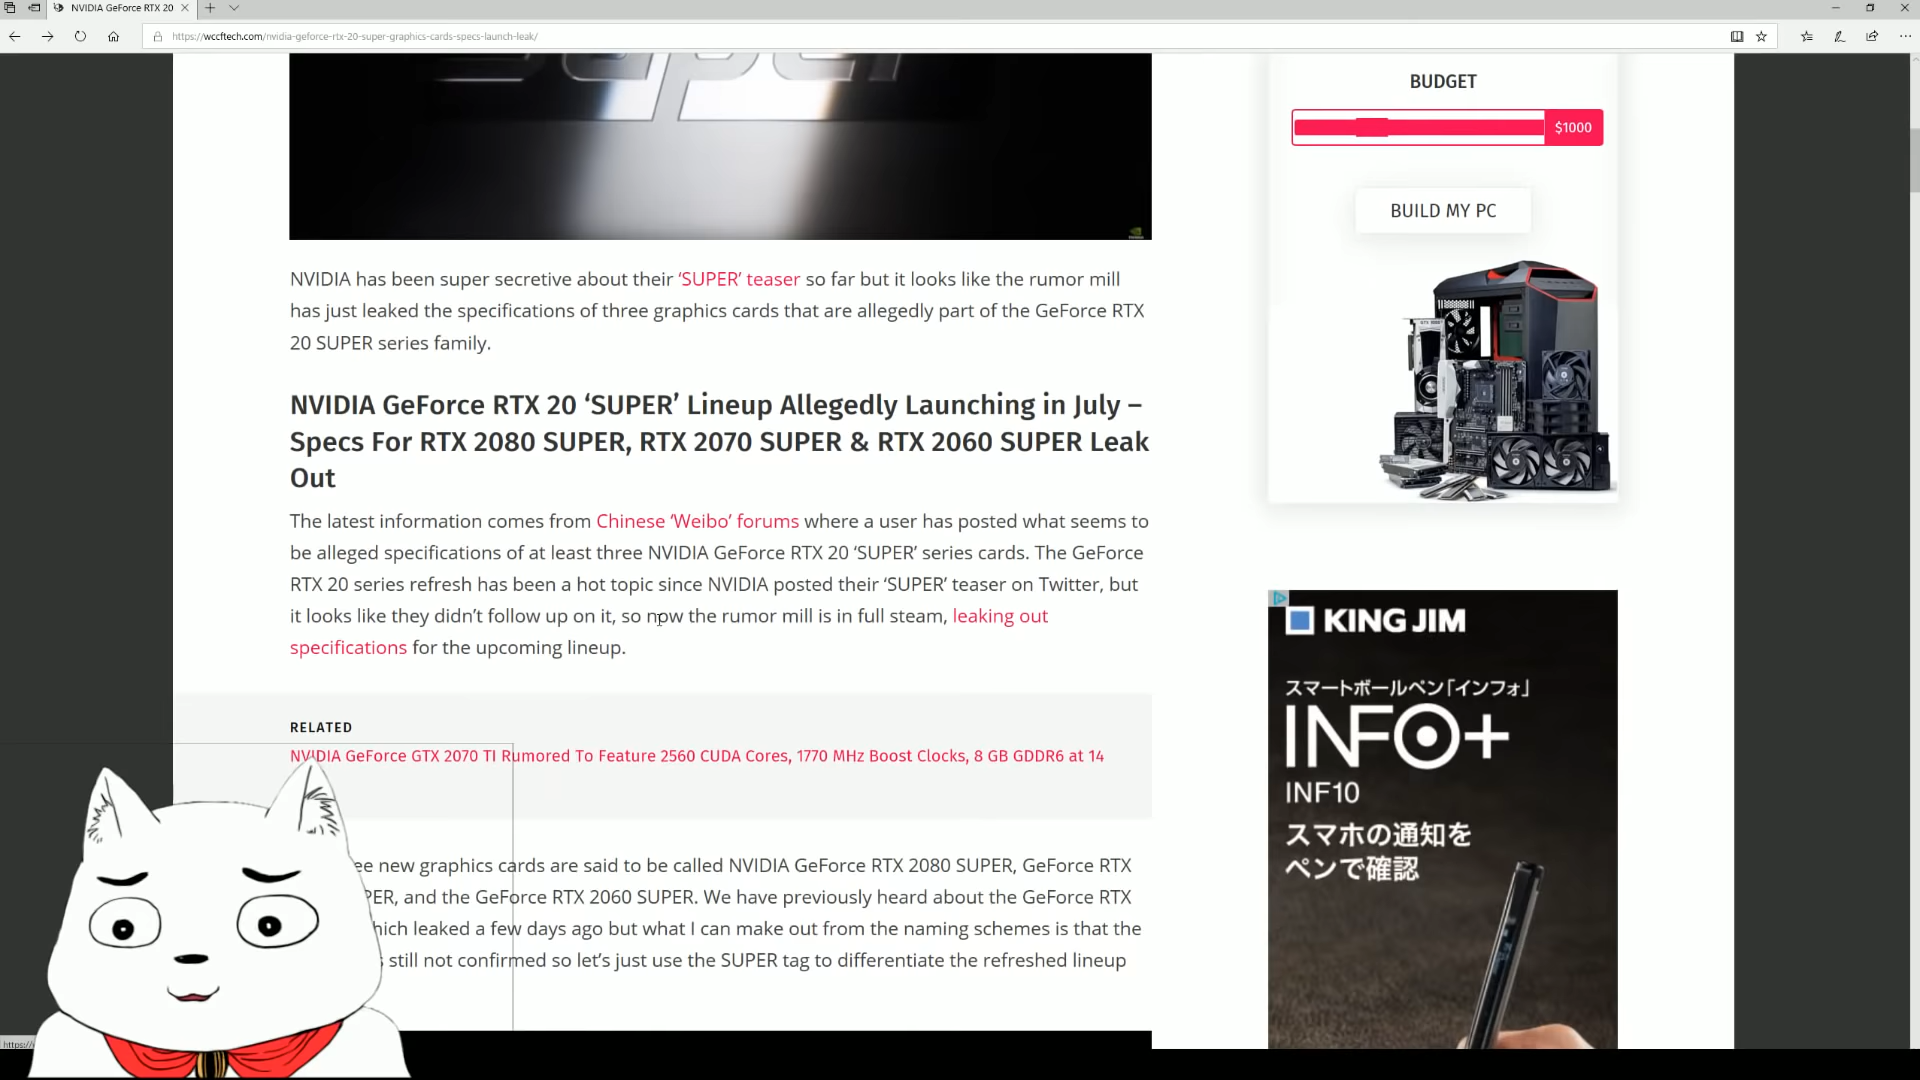 NVIDIA GeForce RTX 20
https://wccftech.com/nvidia-geforce-rtx-20-super-graphics-cards-specs-launch-leak/
super
NVIDIA has been super secretive about their ‘SUPER’ teaser so far but it looks like the rumor mill
has just leaked the specifications of three graphics cards that are allegedly part of the GeForce RTX
20 SUPER series family.
NVIDIA GeForce RTX 20 ‘SUPER’ Lineup Allegedly Launching in July –
Specs For RTX 2080 SUPER, RTX 2070 SUPER & RTX 2060 SUPER Leak
Out
The latest information comes from Chinese ‘Weibo’ forums where a user has posted what seems to
be alleged specifications of at least three NVIDIA GeForce RTX 20 ‘SUPER’ series cards. The GeForce
RTX 20 series refresh has been a hot topic since NVIDIA posted their ‘SUPER’ teaser on Twitter, but
it looks like they didn’t follow up on it, so now the rumor mill is in full steam, leaking out
specifications for the upcoming lineup.
RELATED
NVIDIA GeForce GTX 2070 TI Rumored To Feature 2560 CUDA Cores, 1770 MHz Boost Clocks, 8 GB GDDR6 at 14
new graphics cards are said to be called NVIDIA GeForce RTX 2080 SUPER, GeForce RTX
and the GeForce RTX 2060 SUPER. We have previously heard about the GeForce RTX
leaked a few days ago but what I can make out from the naming schemes is that the
still not confirmed so let’s just use the SUPER tag to differentiate the refreshed lineup
https://
BUDGET
$1000
BUILD MY PC
KING JIM
スマートボールペン「インフォ」
INFO+
INF10
スマホの通知を
ペンで確認